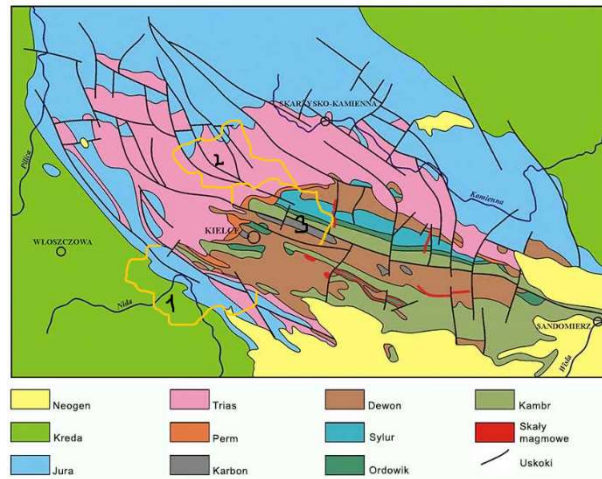 SKARŻYSKO-KAMIENNA
Pilica
2
Kamienna
KIELCE
3
WŁOSZCZOWA
1
Nida
SANDOMIERZ
Wisła
Neogen
Trias
Dewon
Kambr
Kreda
Perm
Sylur
Skały
magmowe
Jura
Karbon
Ordowik
Uskoki